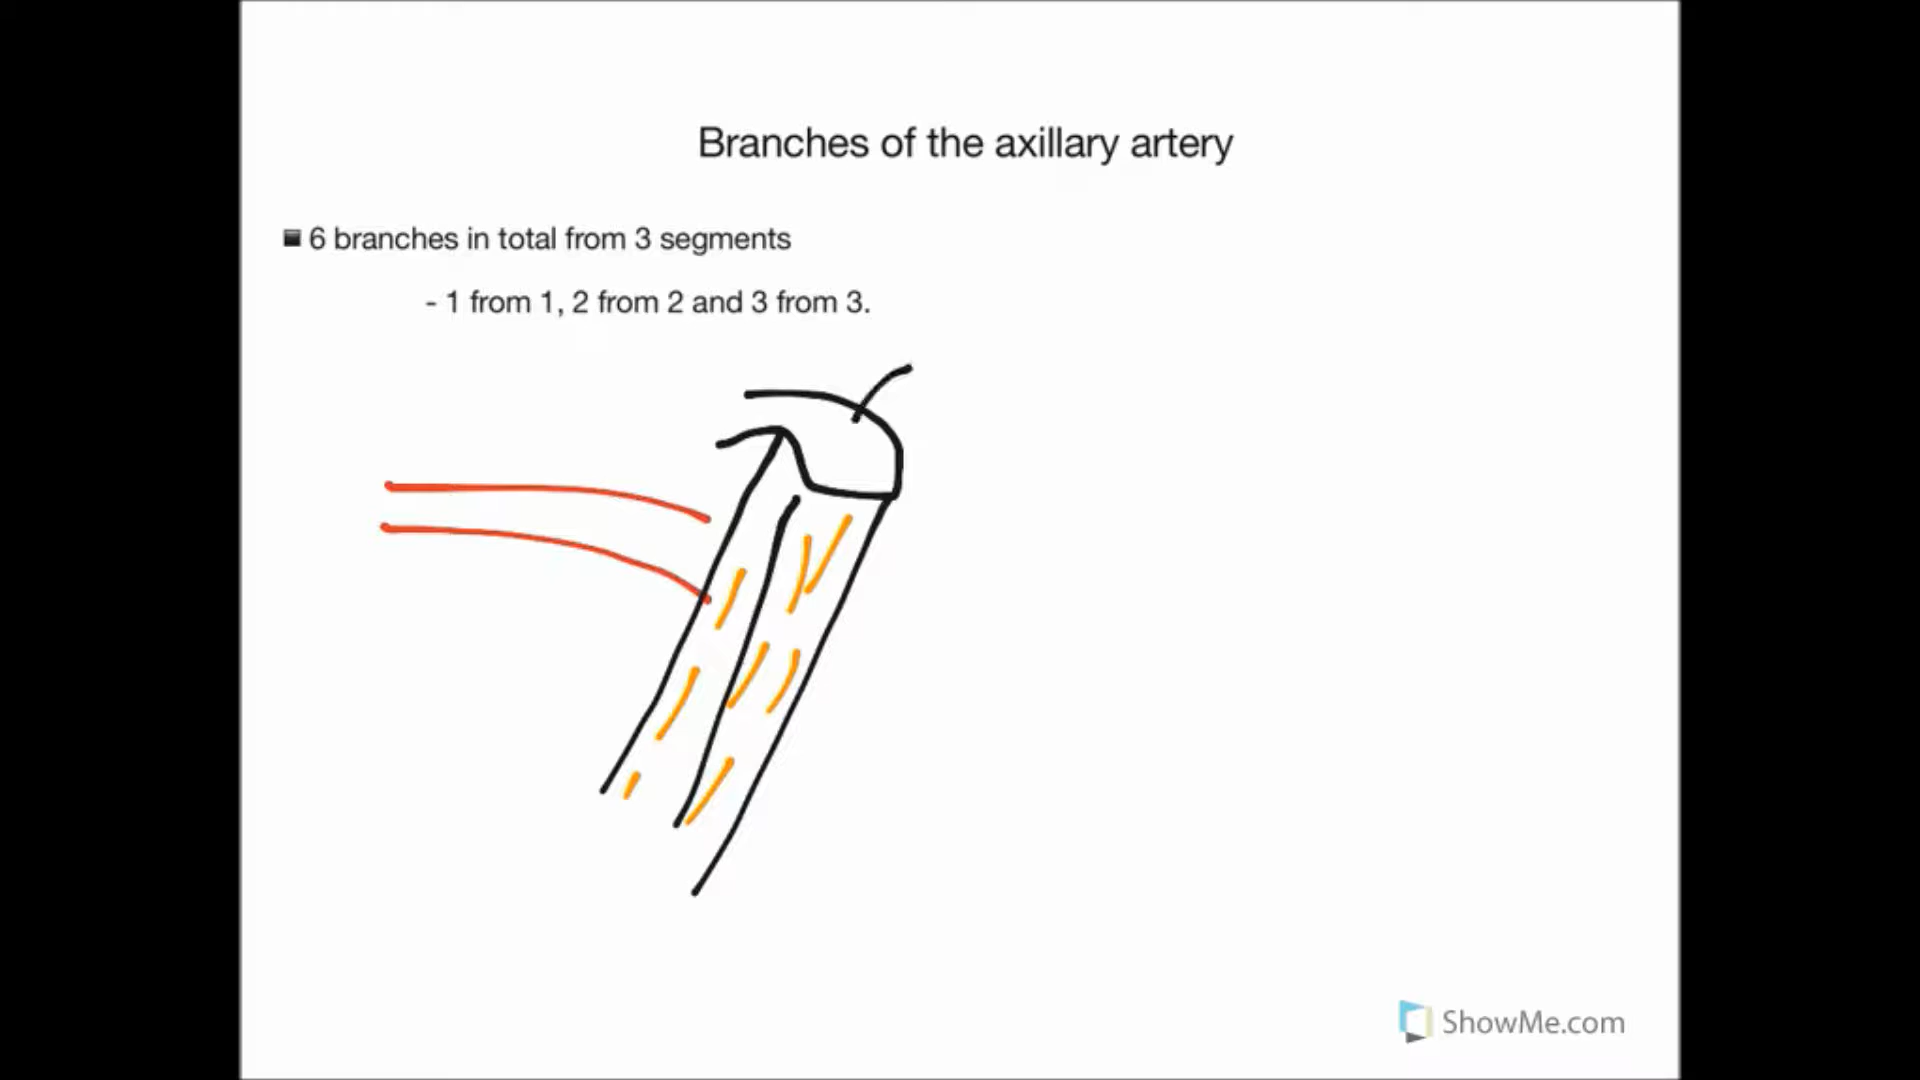 Branches of the axillary artery
6 branches in total from 3 segments
- 1 from 1, 2 from 2 and 3 from 3.
ShowMe.com